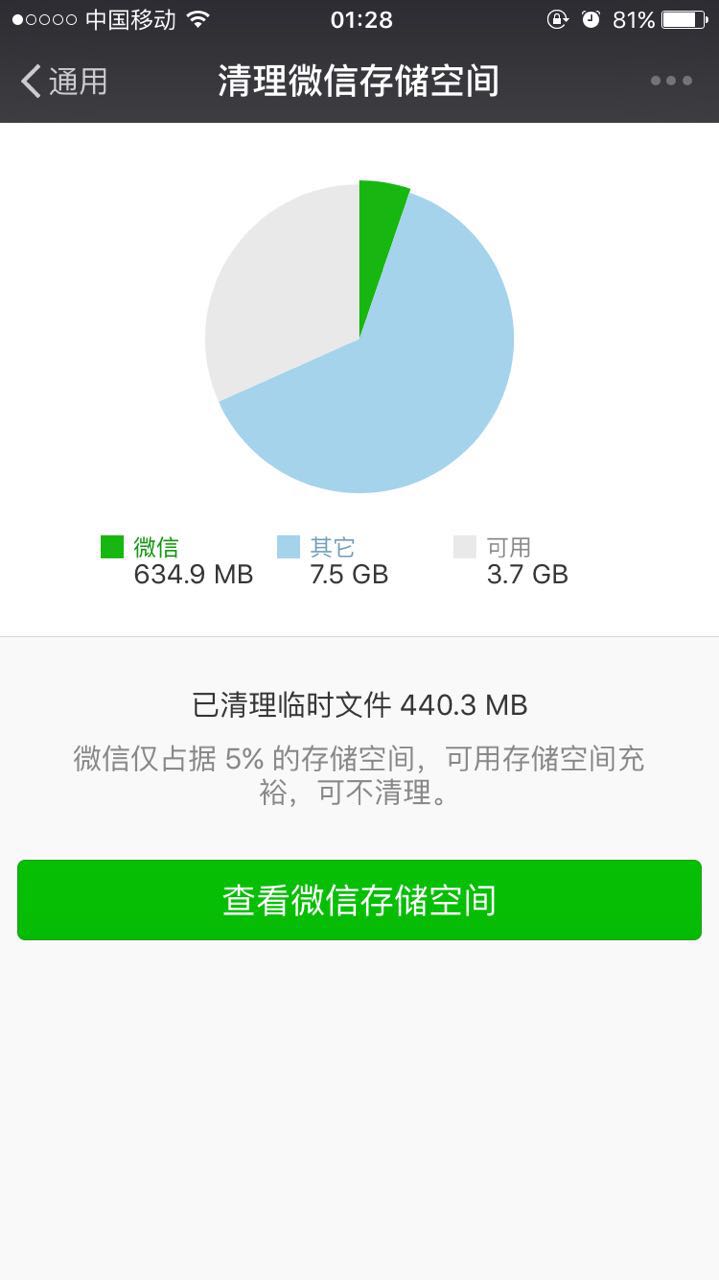 中国移动 01:28 81%
通用 清理微信存储空间
微信 其它 可用
634.9 MB 7.5 GB 3.7 GB
已清理临时文件 440.3 MB
微信仅占据 5% 的存储空间，可用存储空间充
裕，可不清理。
查看微信存储空间